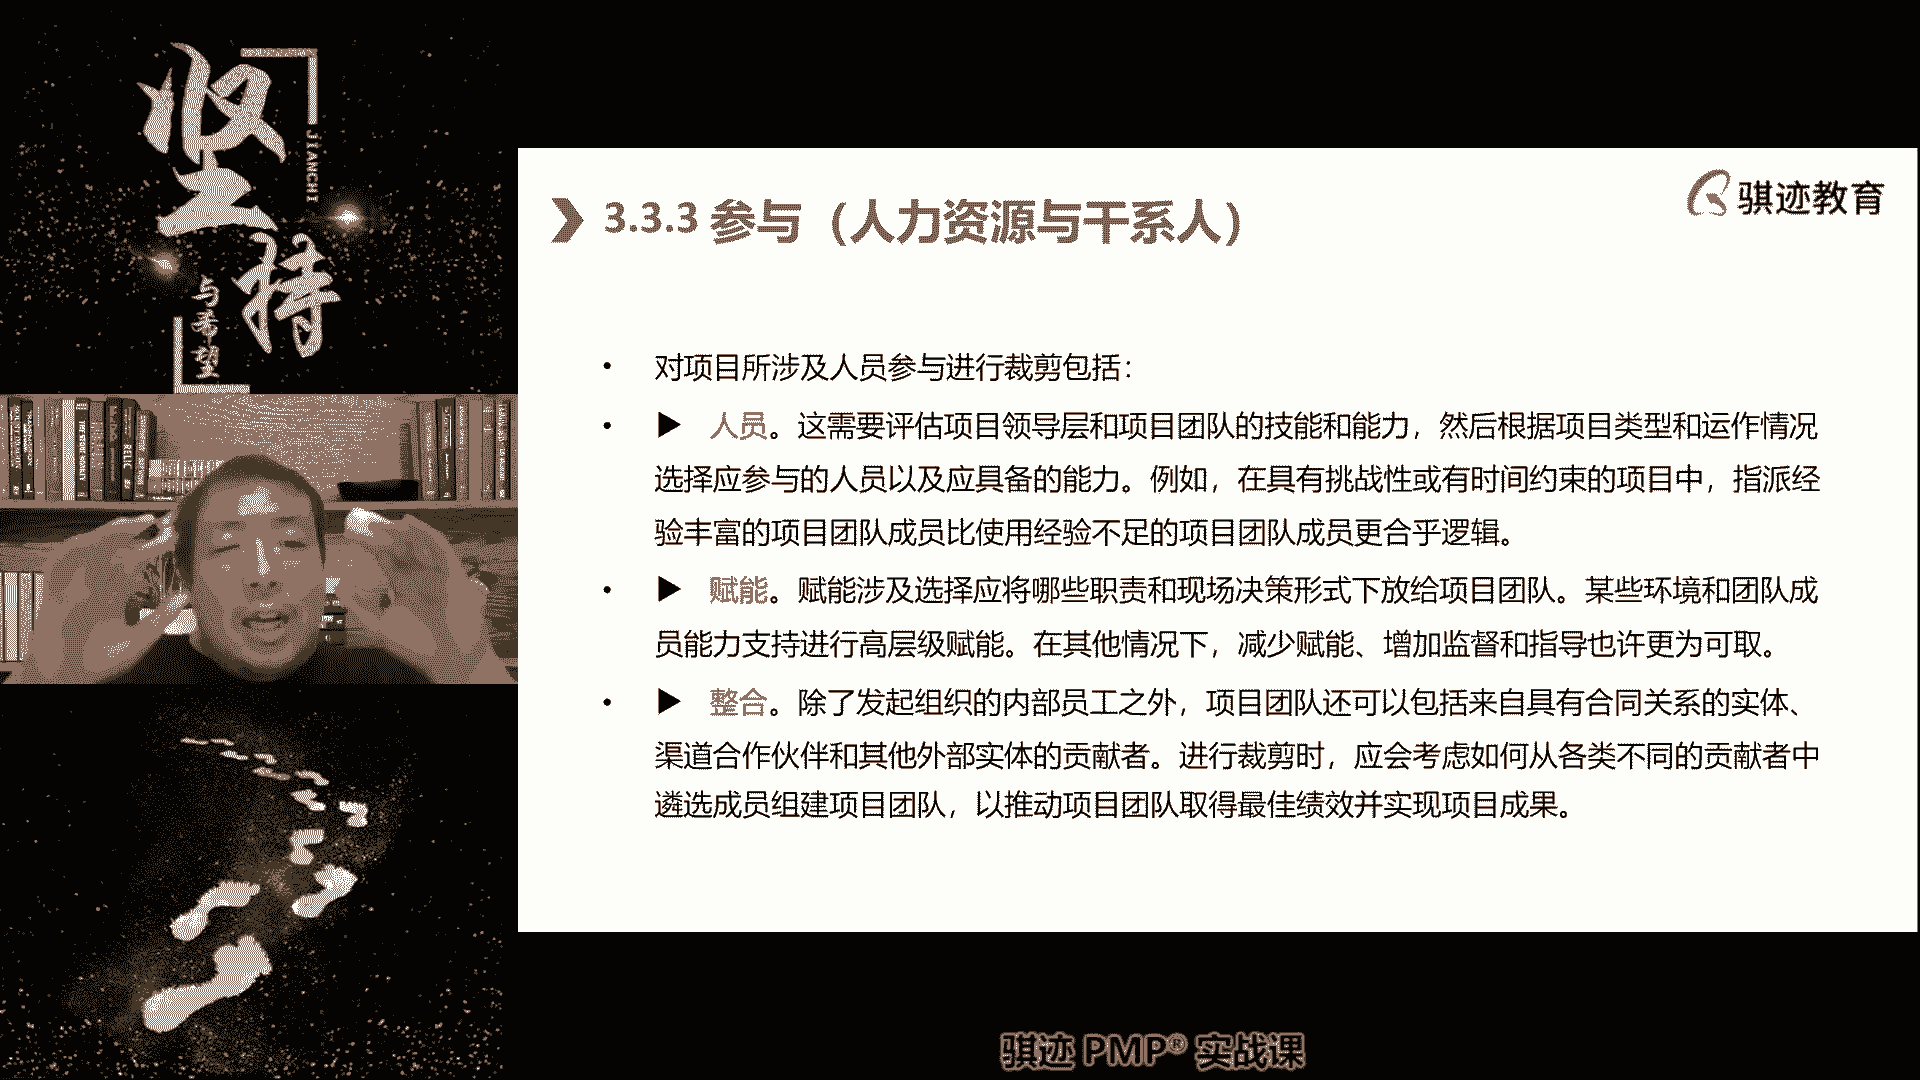 坚持
JIANCHI
与希望
骐迹教育
3.3.3 参与（人力资源与干系人）
• 对项目所涉及人员参与进行裁剪包括：
• ► 人员。这需要评估项目领导层和项目团队的技能和能力，然后根据项目类型和运作情况
选择应参与的人员以及应具备的能力。例如，在具有挑战性或有时间约束的项目中，指派经
验丰富的项目团队成员比使用经验不足的项目团队成员更合乎逻辑。
• ► 赋能。赋能涉及选择应将哪些职责和现场决策形式下放给项目团队。某些环境和团队成
员能力支持进行高层级赋能。在其他情况下，减少赋能、增加监督和指导也许更为可取。
• ► 整合。除了发起组织的内部员工之外，项目团队还可以包括来自具有合同关系的实体、
渠道合作伙伴和其他外部实体的贡献者。进行裁剪时，应会考虑如何从各类不同的贡献者中
遴选成员组建项目团队，以推动项目团队取得最佳绩效并实现项目成果。
骐迹 PMP® 实战课